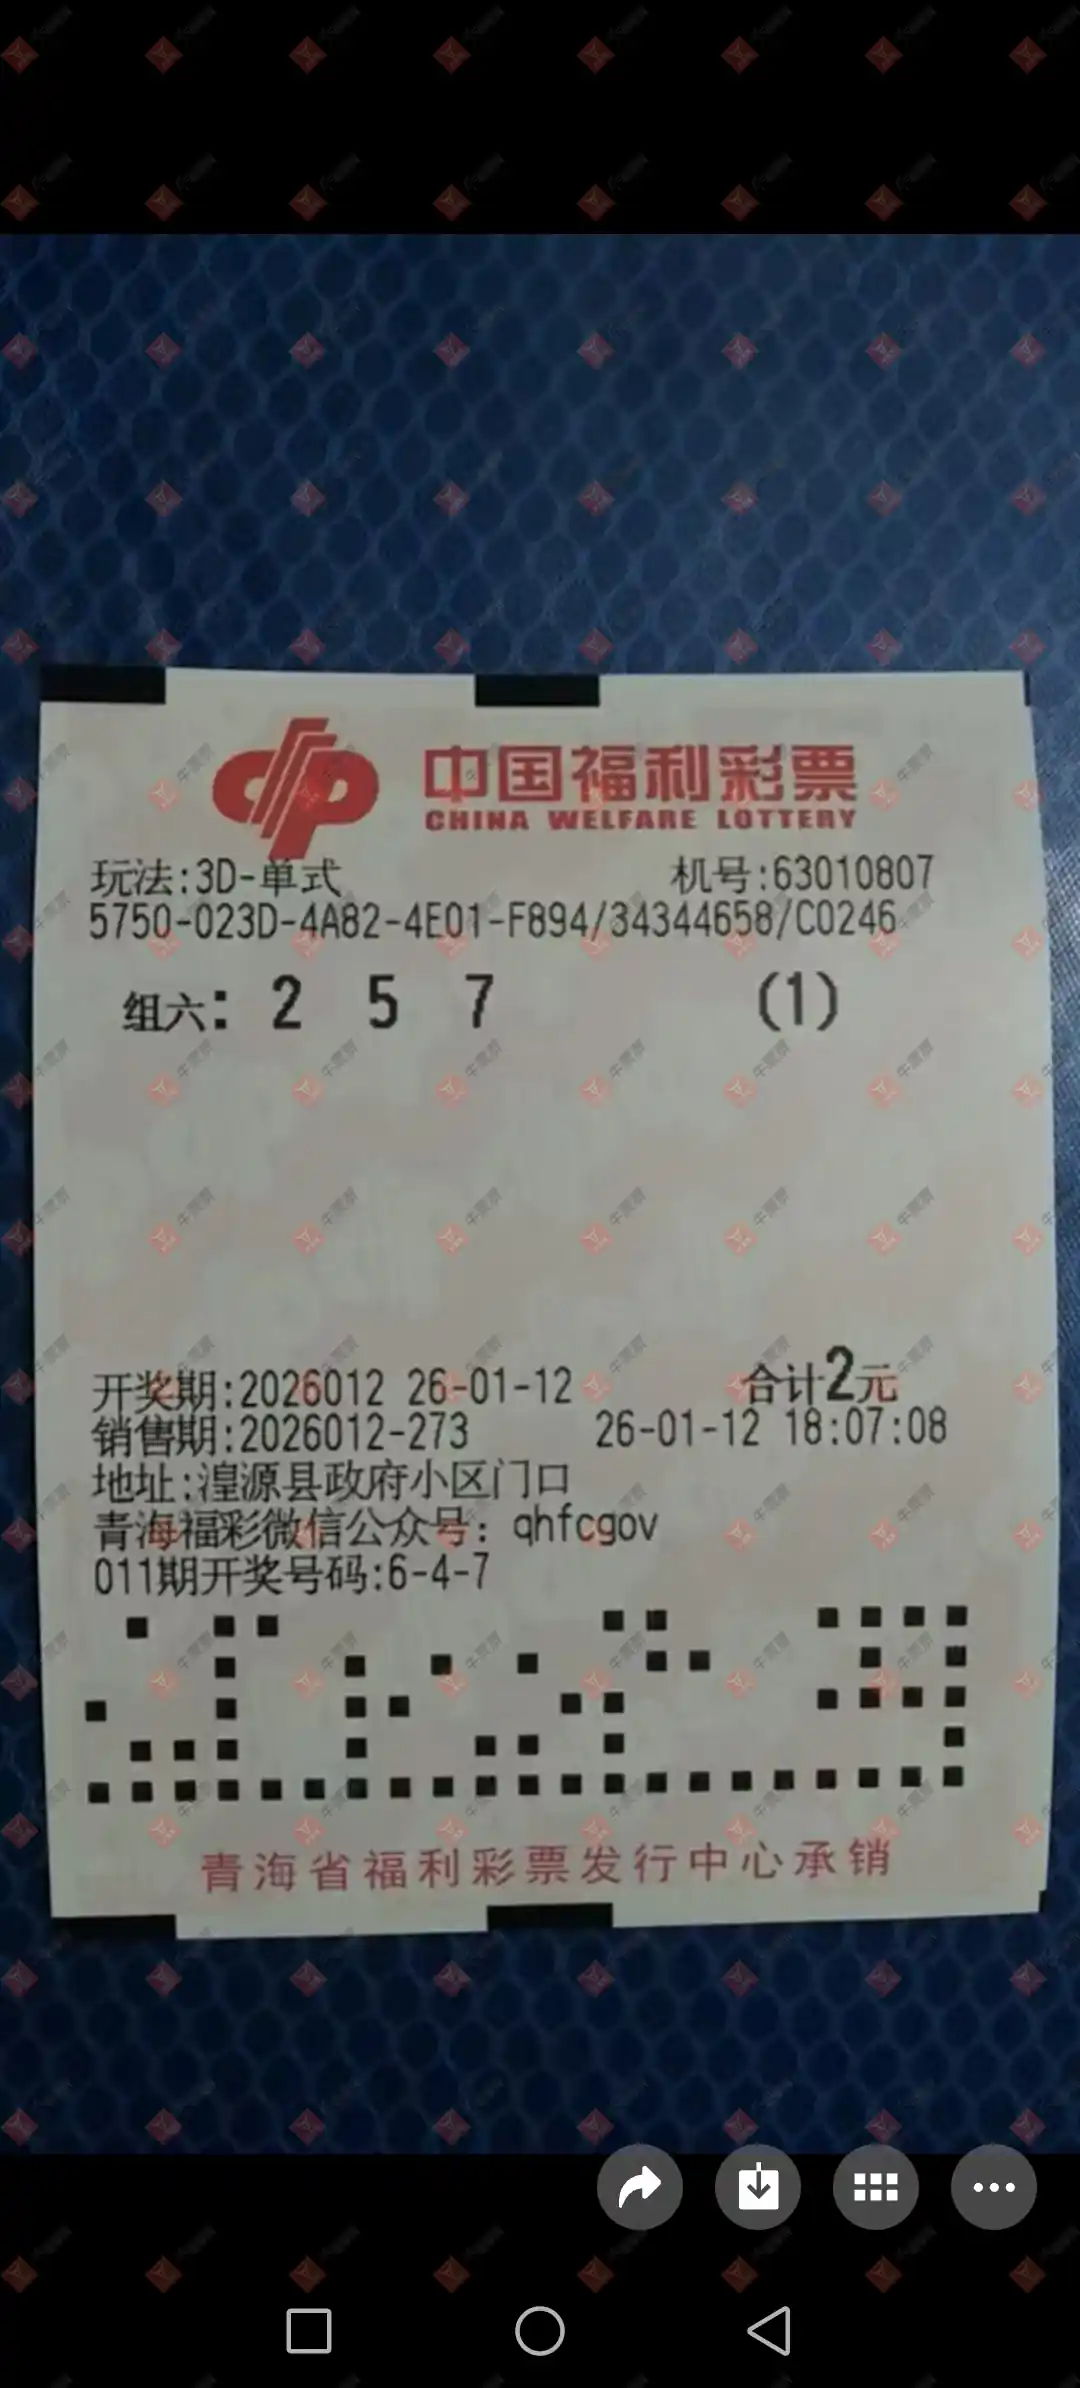 中国福利彩票
CHINA WELFARE LOTTERY
玩法:3D-单式 机号:63010807
5750-023D-4A82-4E01-F894/34344658/C0246
组六: 2 5 7 (1)
开奖期:2026012 26-01-12 合计2元
销售期:2026012-273 26-01-12 18:07:08
地址:湟源县政府小区门口
青海福彩微信公众号: qhfcgov
011期开奖号码:6-4-7
青海省福利彩票发行中心承销